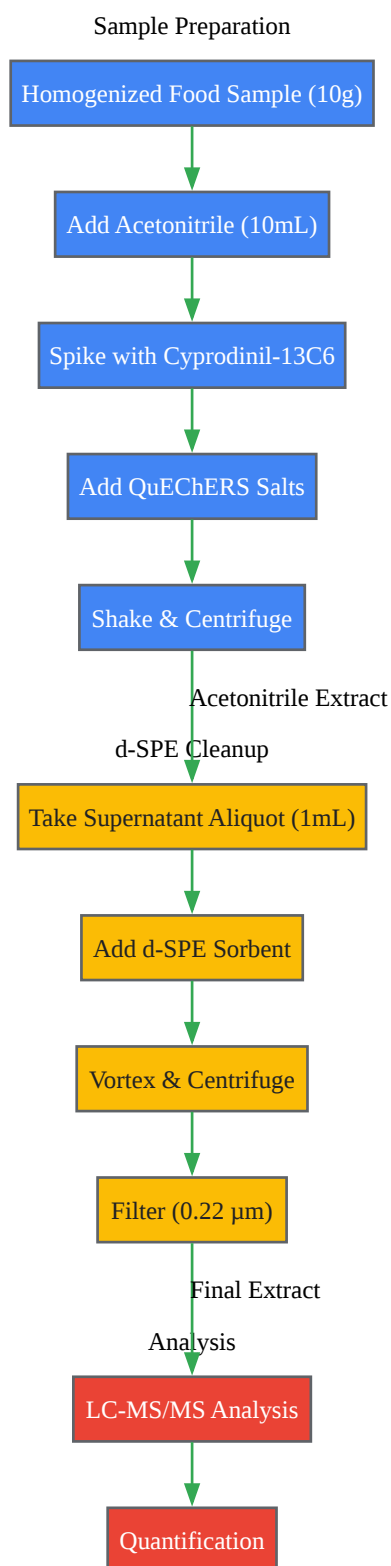 Sample Preparation
Homogenized Food Sample (10g)
Add Acetonitrile (10mL)
Spike with Cyprodinil-13C6
Add QuEChERS Salts
Shake & Centrifuge
Acetonitrile Extract
d-SPE Cleanup
Take Supernatant Aliquot (1mL)
Add d-SPE Sorbent
Vortex & Centrifuge
Filter (0.22 µm)
Final Extract
Analysis
LC-MS/MS Analysis
Quantification